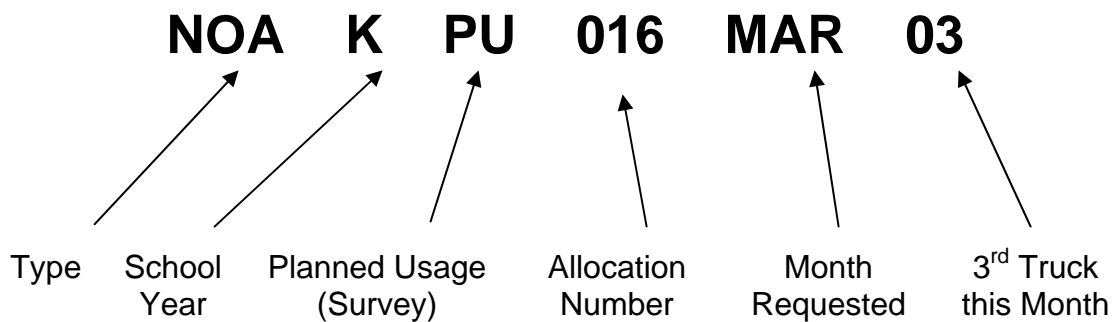 NOA K PU 016 MAR 03
Type School Planned Usage Allocation Month 3rd Truck
Year (Survey) Number Requested this Month